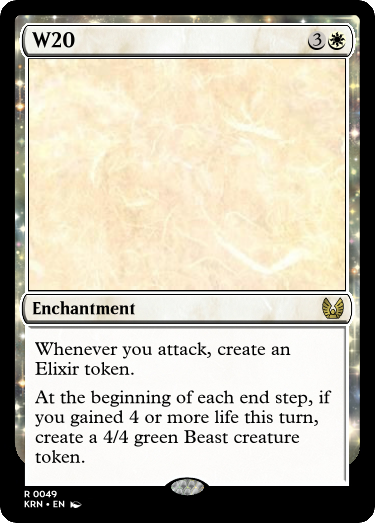 W20
3
Enchantment
Whenever you attack, create an
Elixir token.
At the beginning of each end step, if
you gained 4 or more life this turn,
create a 4/4 green Beast creature
token.
R 0049
KRN • EN